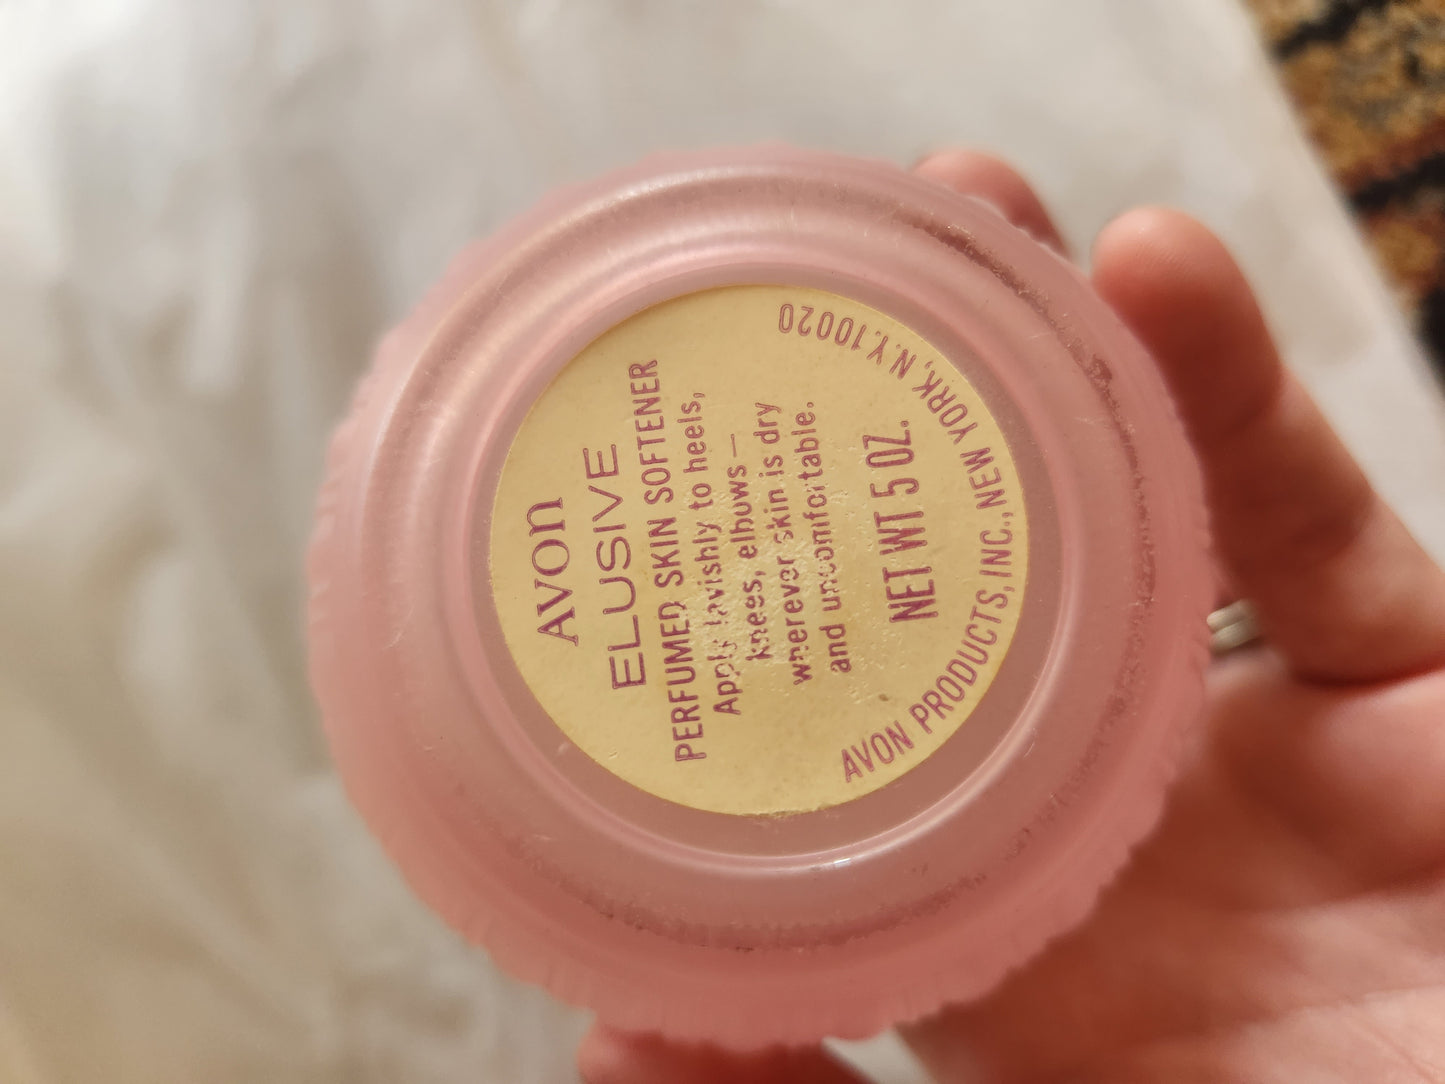 AVON
ELUSIVE
PERFUMED SKIN SOFTENER
Apply lavishly to heels,
knees, elbows —
wherever skin is dry
and uncomfortable.
NET WT. 5 OZ.
AVON PRODUCTS, INC., NEW YORK, N.Y. 10020